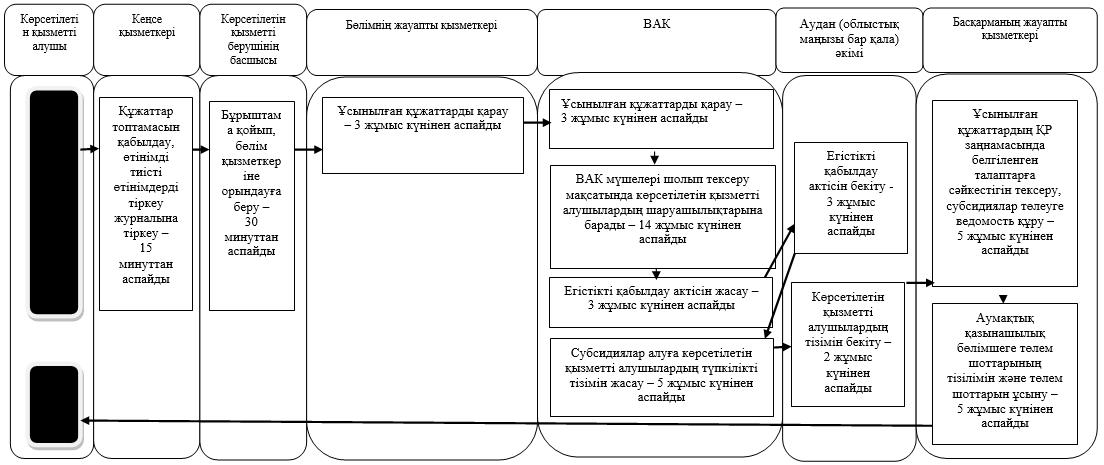 Көрсетілеті
н қызметті
алушы
Кеңсе
қызметкері
Көрсетілетін
қызметті
берушінің
басшысы
Бөлімнің жауапты қызметкері
ВАК
Аудан (облыстық
маңызы бар қала)
әкімі
Басқарманың жауапты
қызметкері
Құжаттар
топтамасын
қабылдау,
өтінімді
тиісті
өтінімдерді
тіркеу
журналына
тіркеу –
15
минуттан
аспайды
Бұрыштам
а қойып,
бөлім
қызметкер
іне
орындауға
беру –
30
минуттан
аспайды
Ұсынылған құжаттарды қарау
– 3 жұмыс күнінен аспайды
Ұсынылған құжаттарды қарау –
3 жұмыс күнінен аспайды
ВАК мүшелері шолып тексеру
мақсатында көрсетілетін қызметті
алушылардың шаруашылықтарына
барады – 14 жұмыс күнінен
аспайды
Егістікті қабылдау актісін жасау –
3 жұмыс күнінен аспайды
Субсидиялар алуға көрсетілетін
қызметті алушылардың түпкілікті
тізімін жасау – 5 жұмыс күнінен
аспайды
Егістікті
қабылдау
актісін бекіту -
3 жұмыс
күнінен
аспайды
Көрсетілетін
қызметті
алушылардың
тізімін бекіту –
2 жұмыс
күнінен
аспайды
Ұсынылған
құжаттардың ҚР
заңнамасында
белгіленген
талаптарға
сәйкестігін тексеру,
субсидиялар төлеуге
ведомость құру –
5 жұмыс күнінен
аспайды
Аумақтық
қазынашылық
бөлімшеге төлем
шоттарының
тізілімін және төлем
шоттарын ұсыну –
5 жұмыс күнінен
аспайды